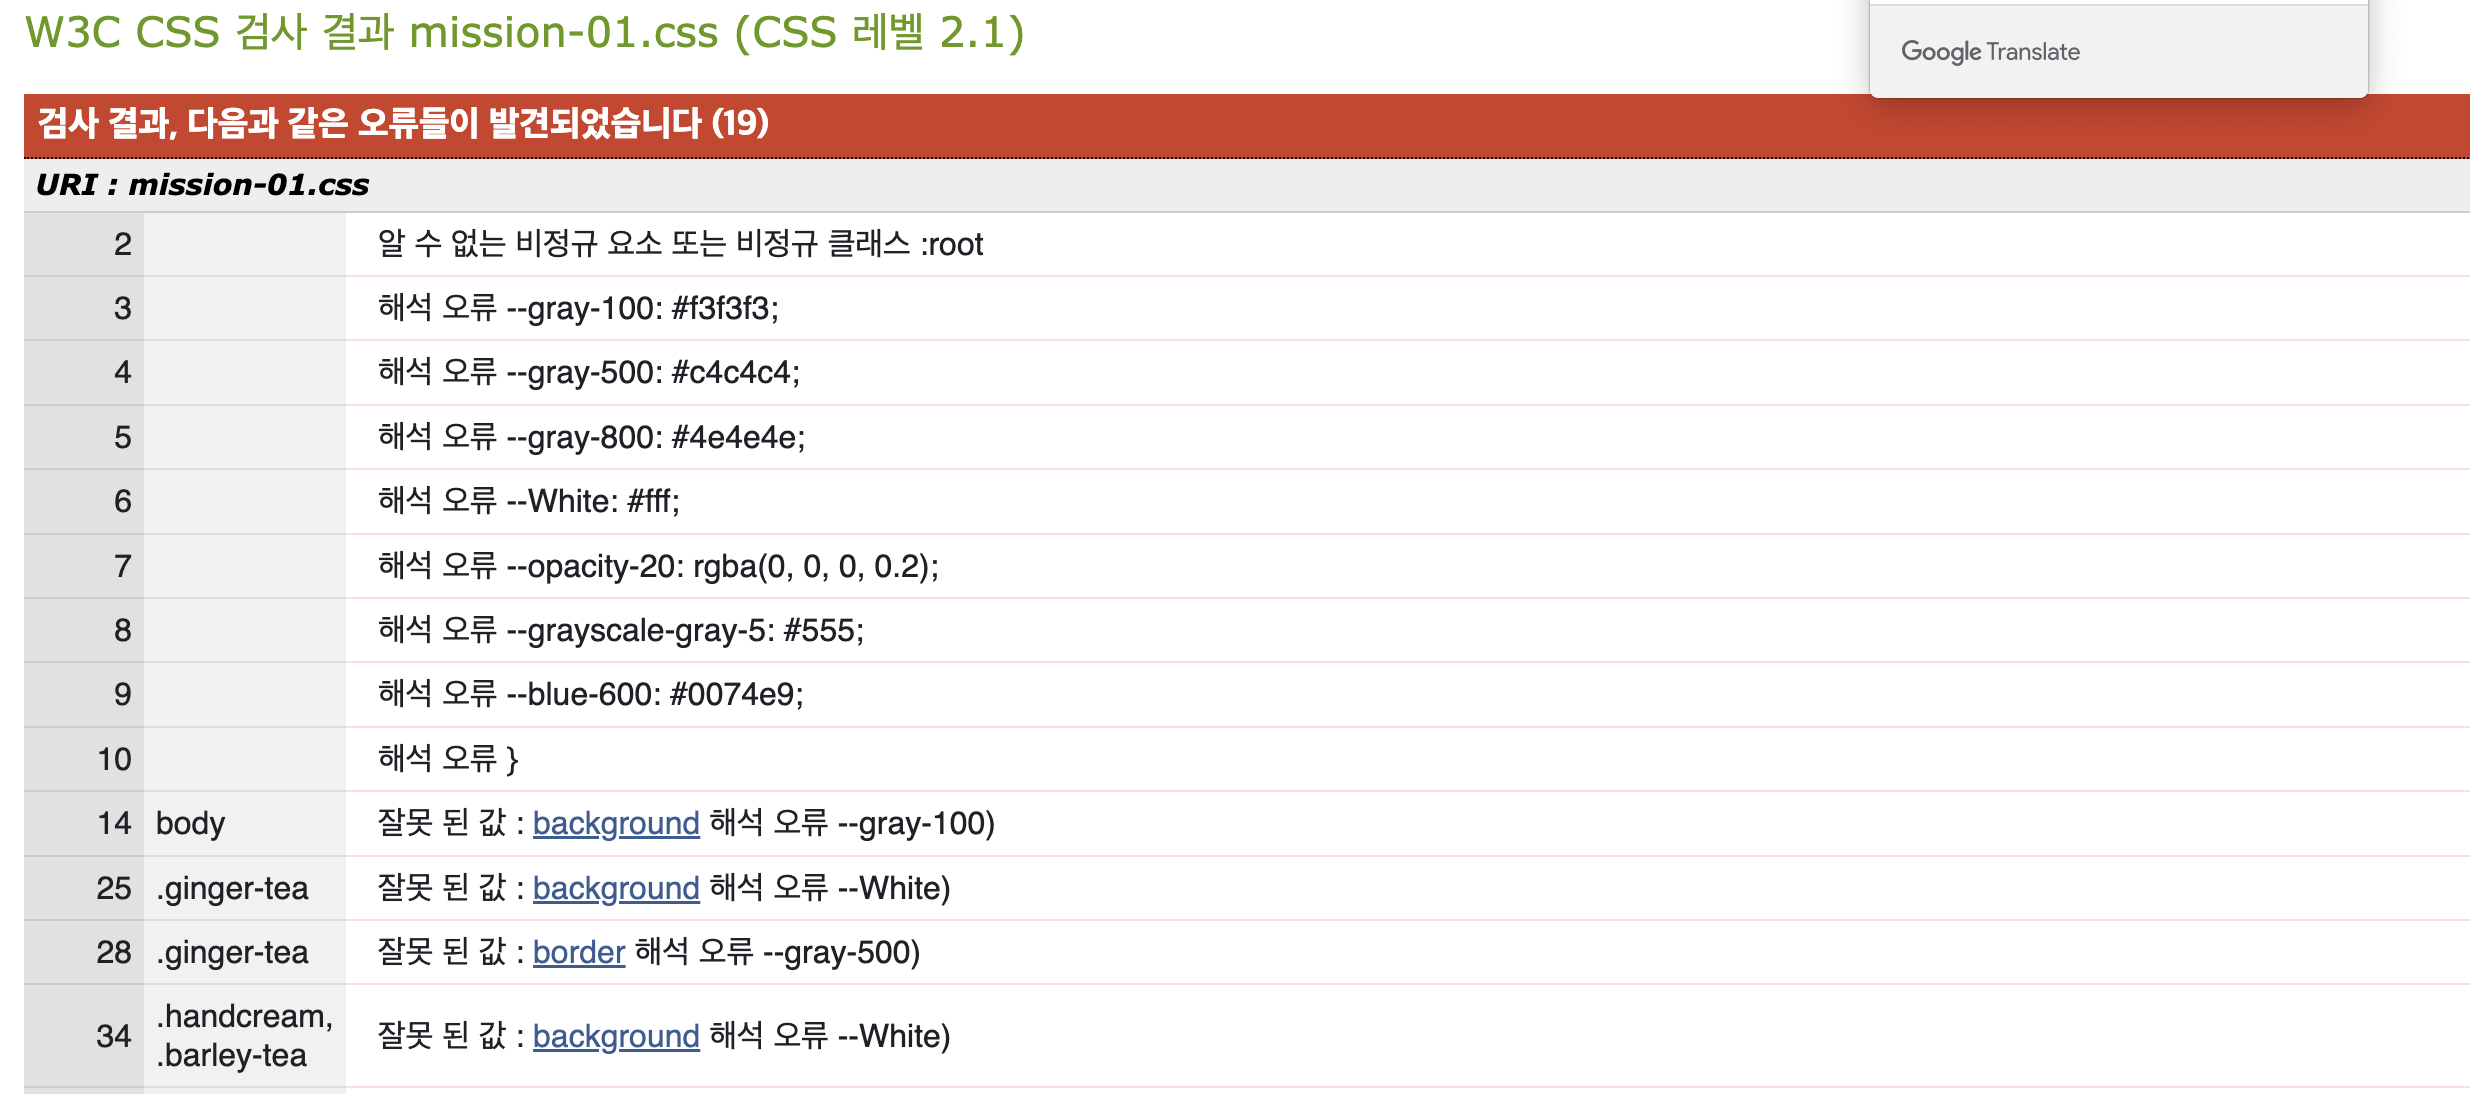 W3C CSS 검사 결과 mission-01.css (CSS 레벨 2.1)
Google Translate
검사 결과, 다음과 같은 오류들이 발견되었습니다 (19)
URI : mission-01.css
2 알 수 없는 비정규 요소 또는 비정규 클래스 :root
3 해석 오류 --gray-100: #f3f3f3;
4 해석 오류 --gray-500: #c4c4c4;
5 해석 오류 --gray-800: #4e4e4e;
6 해석 오류 --White: #fff;
7 해석 오류 --opacity-20: rgba(0, 0, 0, 0.2);
8 해석 오류 --grayscale-gray-5: #555;
9 해석 오류 --blue-600: #0074e9;
10 해석 오류 }
14 body 잘못 된 값 : background 해석 오류 --gray-100)
25 .ginger-tea 잘못 된 값 : background 해석 오류 --White)
28 .ginger-tea 잘못 된 값 : border 해석 오류 --gray-500)
34 .handcream,
.barley-tea 잘못 된 값 : background 해석 오류 --White)